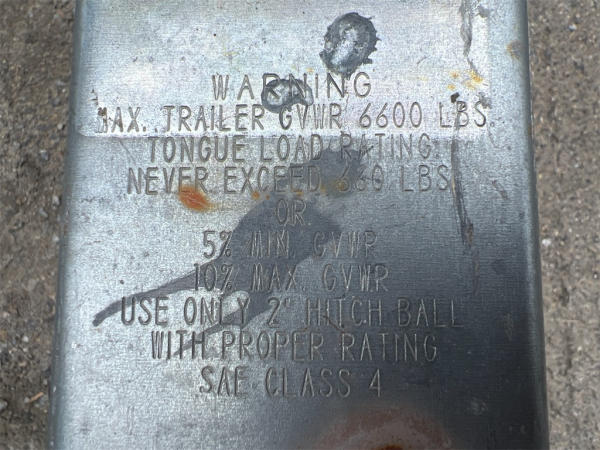 WARNING
MAX. TRAILER GVWR 6600 LBS.
TONGUE LOAD RATING:
NEVER EXCEED 660 LBS.
OR
5% MIN. GVWR
10% MAX. GVWR
USE ONLY 2" HITCH BALL
WITH PROPER RATING
SAE CLASS 4